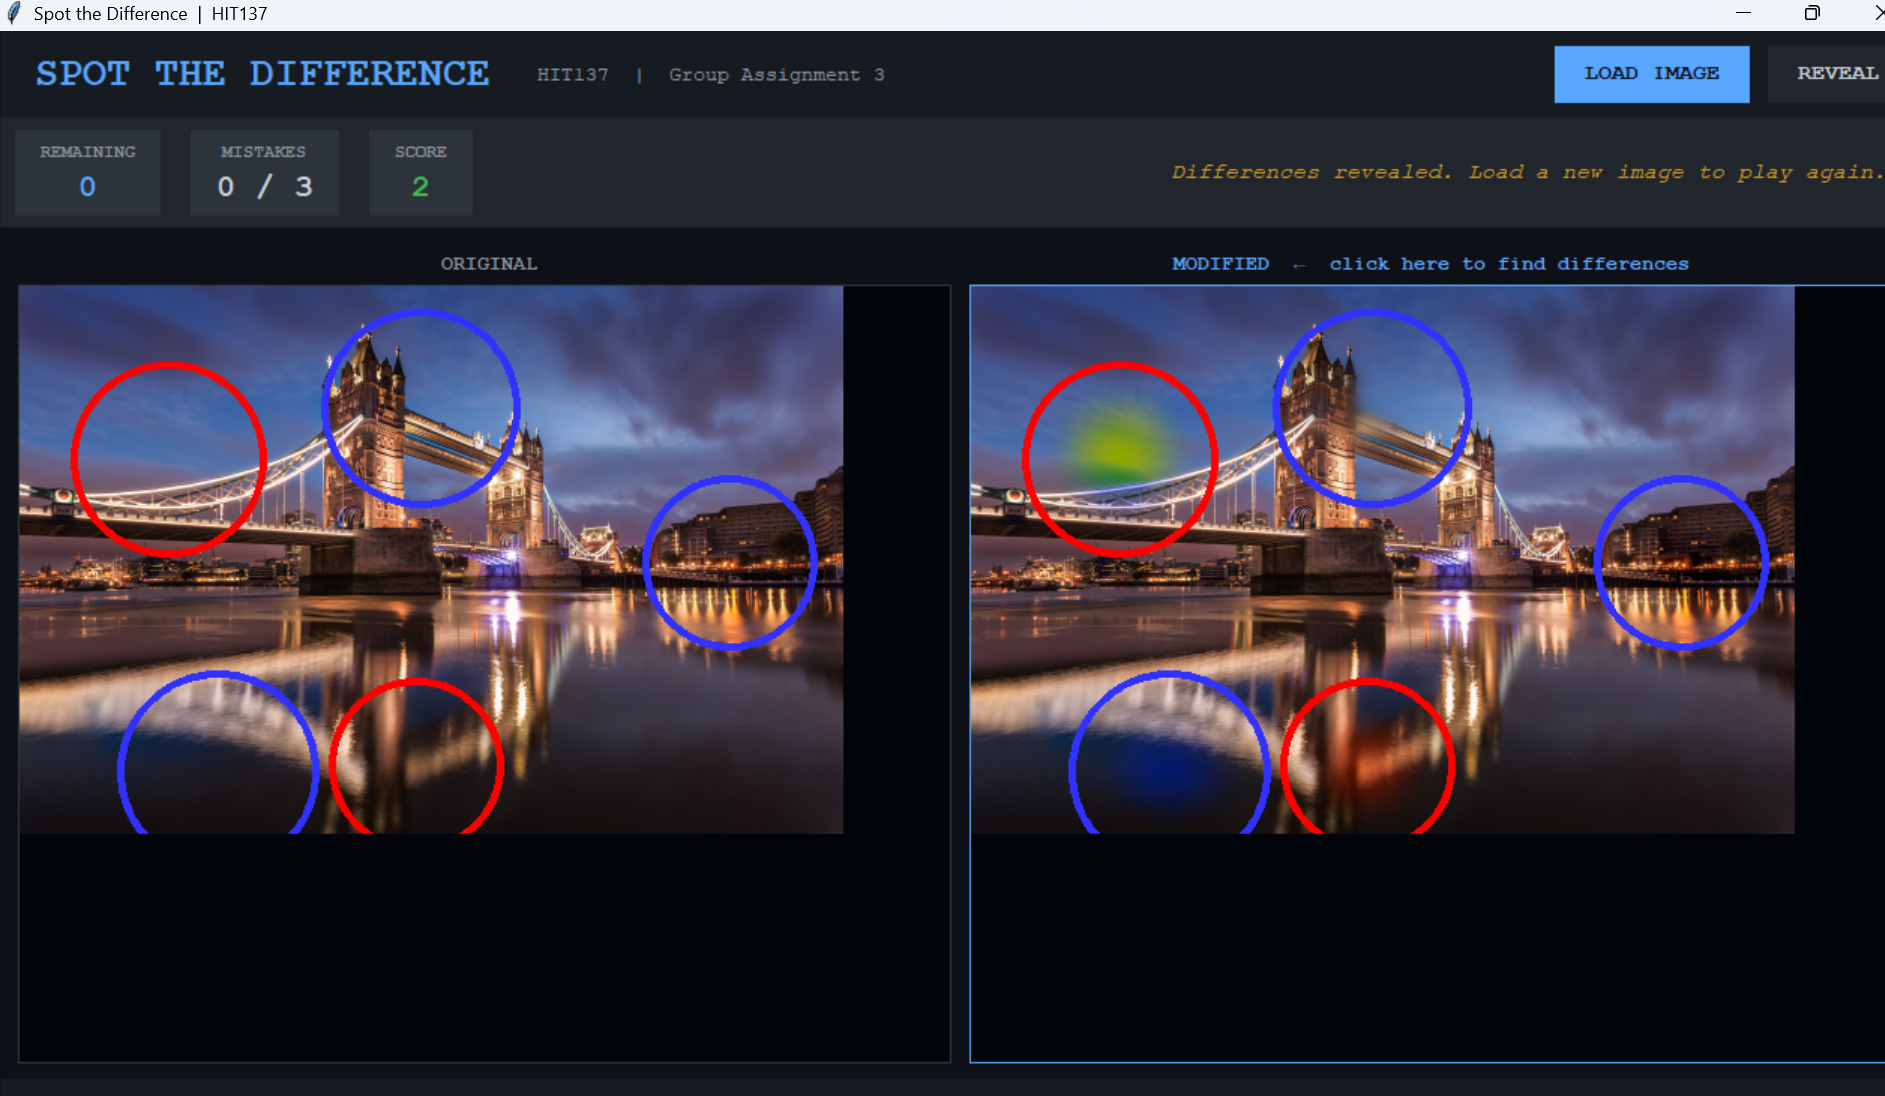 Spot the Difference | HIT137
SPOT THE DIFFERENCE
HIT137 | Group Assignment 3
LOAD IMAGE
REVEAL
REMAINING
0
MISTAKES
0 / 3
SCORE
2
Differences revealed. Load a new image to play again.
ORIGINAL
MODIFIED ← click here to find differences